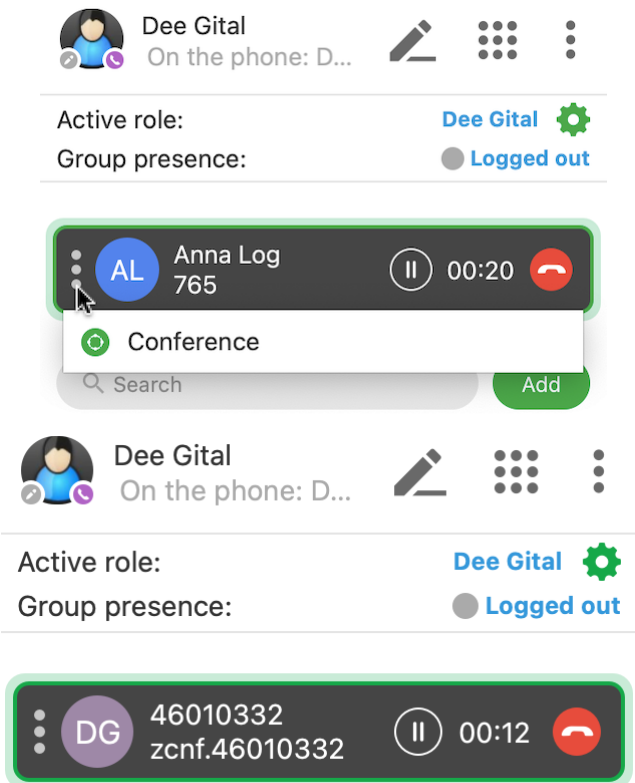 Dee Gital
On the phone: D...
Active role: Dee Gital
Group presence: Logged out
AL Anna Log 00:20
765
Conference
Search Add
Dee Gital
On the phone: D...
Active role: Dee Gital
Group presence: Logged out
DG 46010332 00:12
zcnf.46010332